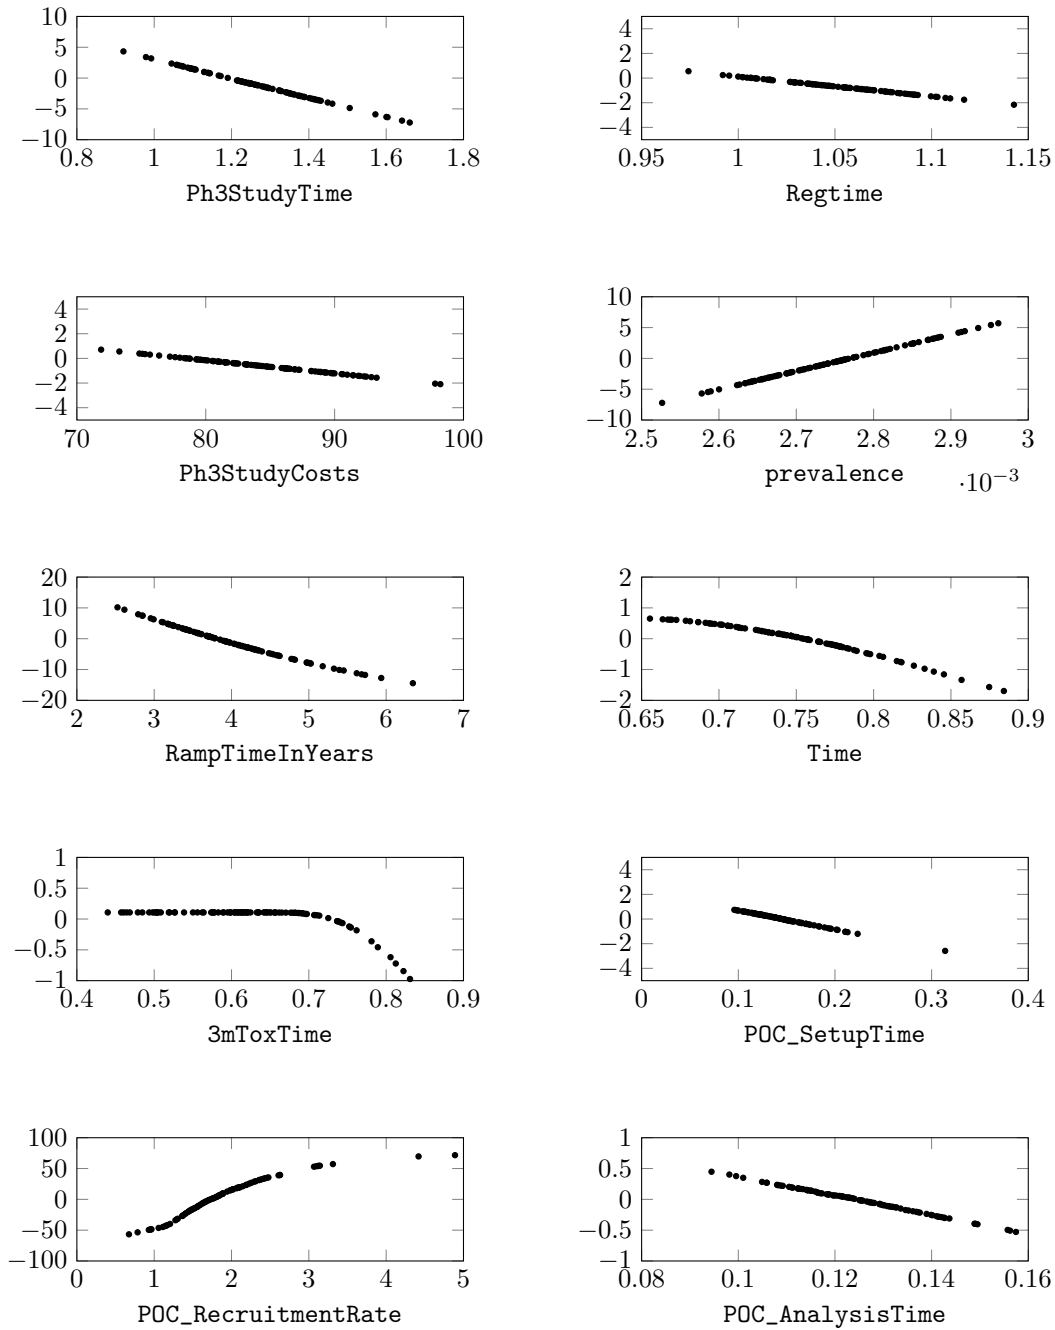 10
5
0
−5
−10
0.8 1 1.2 1.4 1.6 1.8
Ph3StudyTime
4
2
0
−2
−4
0.95 1 1.05 1.1 1.15
Regtime
4
2
0
−2
−4
70 80 90 100
Ph3StudyCosts
10
5
0
−5
−10
2.5 2.6 2.7 2.8 2.9 3
prevalence ·10−3
20
10
0
−10
−20
2 3 4 5 6 7
RampTimeInYears
2
1
0
−1
−2
0.65 0.7 0.75 0.8 0.85 0.9
Time
1
0.5
0
−0.5
−1
0.4 0.5 0.6 0.7 0.8 0.9
3mToxTime
4
2
0
−2
−4
0 0.1 0.2 0.3 0.4
POC_SetupTime
100
50
0
−50
−100
0 1 2 3 4 5
POC_RecruitmentRate
1
0.5
0
−0.5
−1
0.08 0.1 0.12 0.14 0.16
POC_AnalysisTime